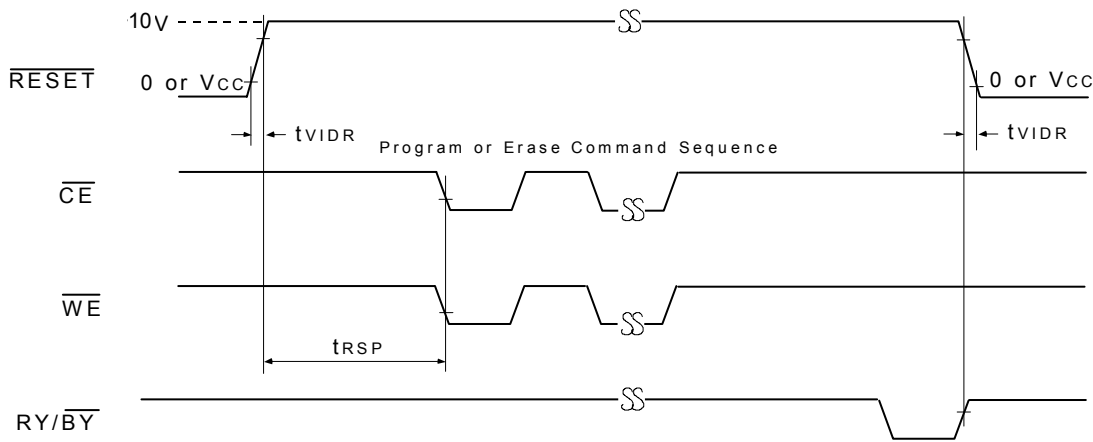 10V
RESET
0 or VCC
0 or VCC
tVIDR
tVIDR
Program or Erase Command Sequence
CE
WE
tRSP
RY/BY